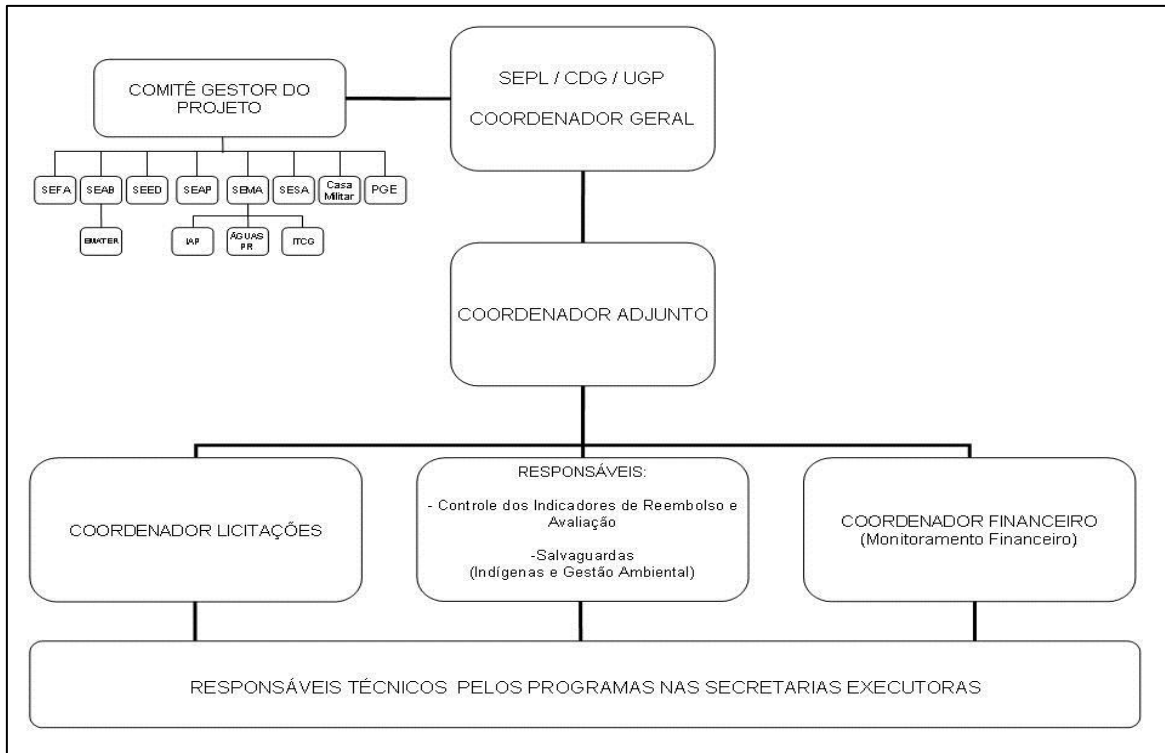 SEPL / CDG / UGP
COORDENADOR GERAL
COMITÊ GESTOR DO
PROJETO
SEFA
SEAB
SEED
SEAP
SEMA
SESA
Casa
Militar
PGE
EMATER
IAP
ÁGUAS
PR
ITCG
COORDENADOR ADJUNTO
COORDENADOR LICITAÇÕES
RESPONSÁVEIS:
- Controle dos Indicadores de Reembolso e
Avaliação
-Salvaguardas
(Indígenas e Gestão Ambiental)
COORDENADOR FINANCEIRO
(Monitoramento Financeiro)
RESPONSÁVEIS TÉCNICOS PELOS PROGRAMAS NAS SECRETARIAS EXECUTORAS